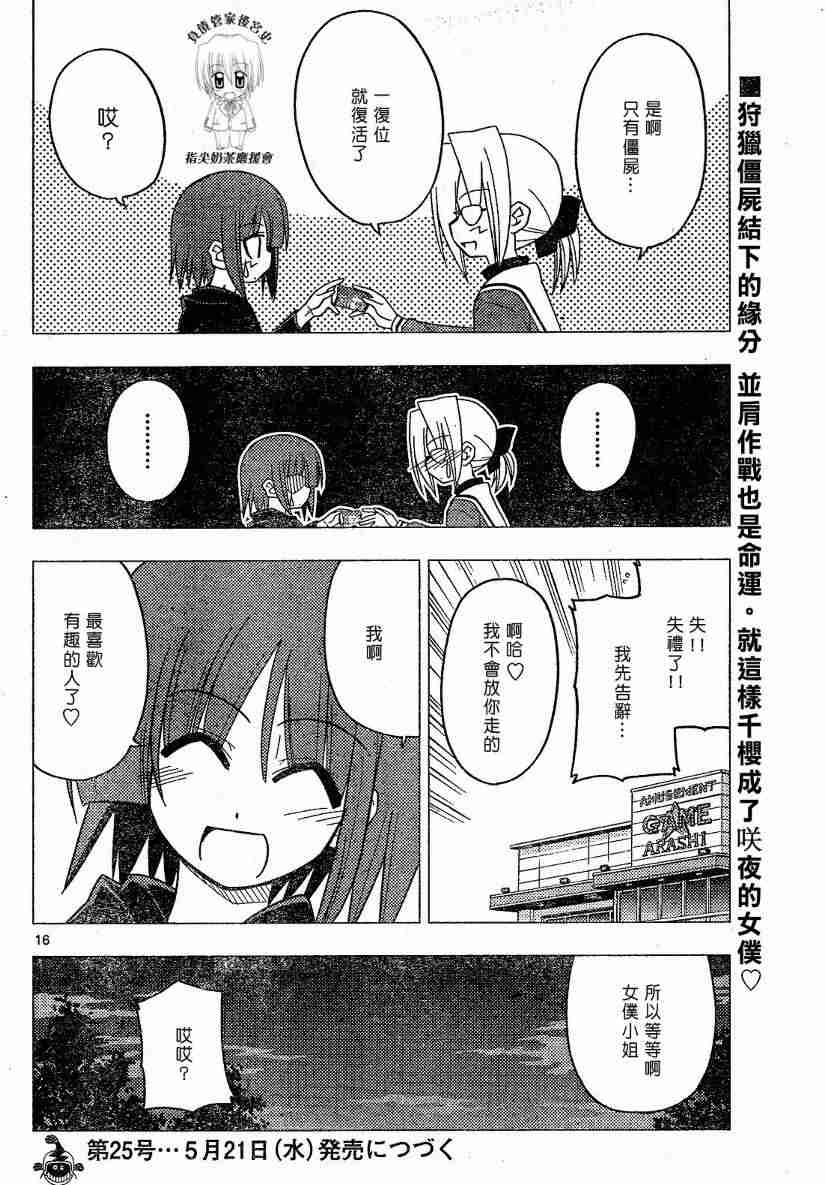 負債管家後宮史
指尖奶茶應援會
是啊
只有僵屍…
一復位
就復活了
哎？
………
………
失!!
失禮了!!
我先告辭…
啊哈♡
我不會放你走的
AMUSEMENT
GAME
ARASHI
我啊
最喜歡
有趣的人了♡
所以等等啊
女僕小姐
哎哎？
狩獵僵屍結下的緣分 並肩作戰也是命運。就這樣千櫻成了咲夜的女僕♡
16
第25号…5月21日(水)発売につづく